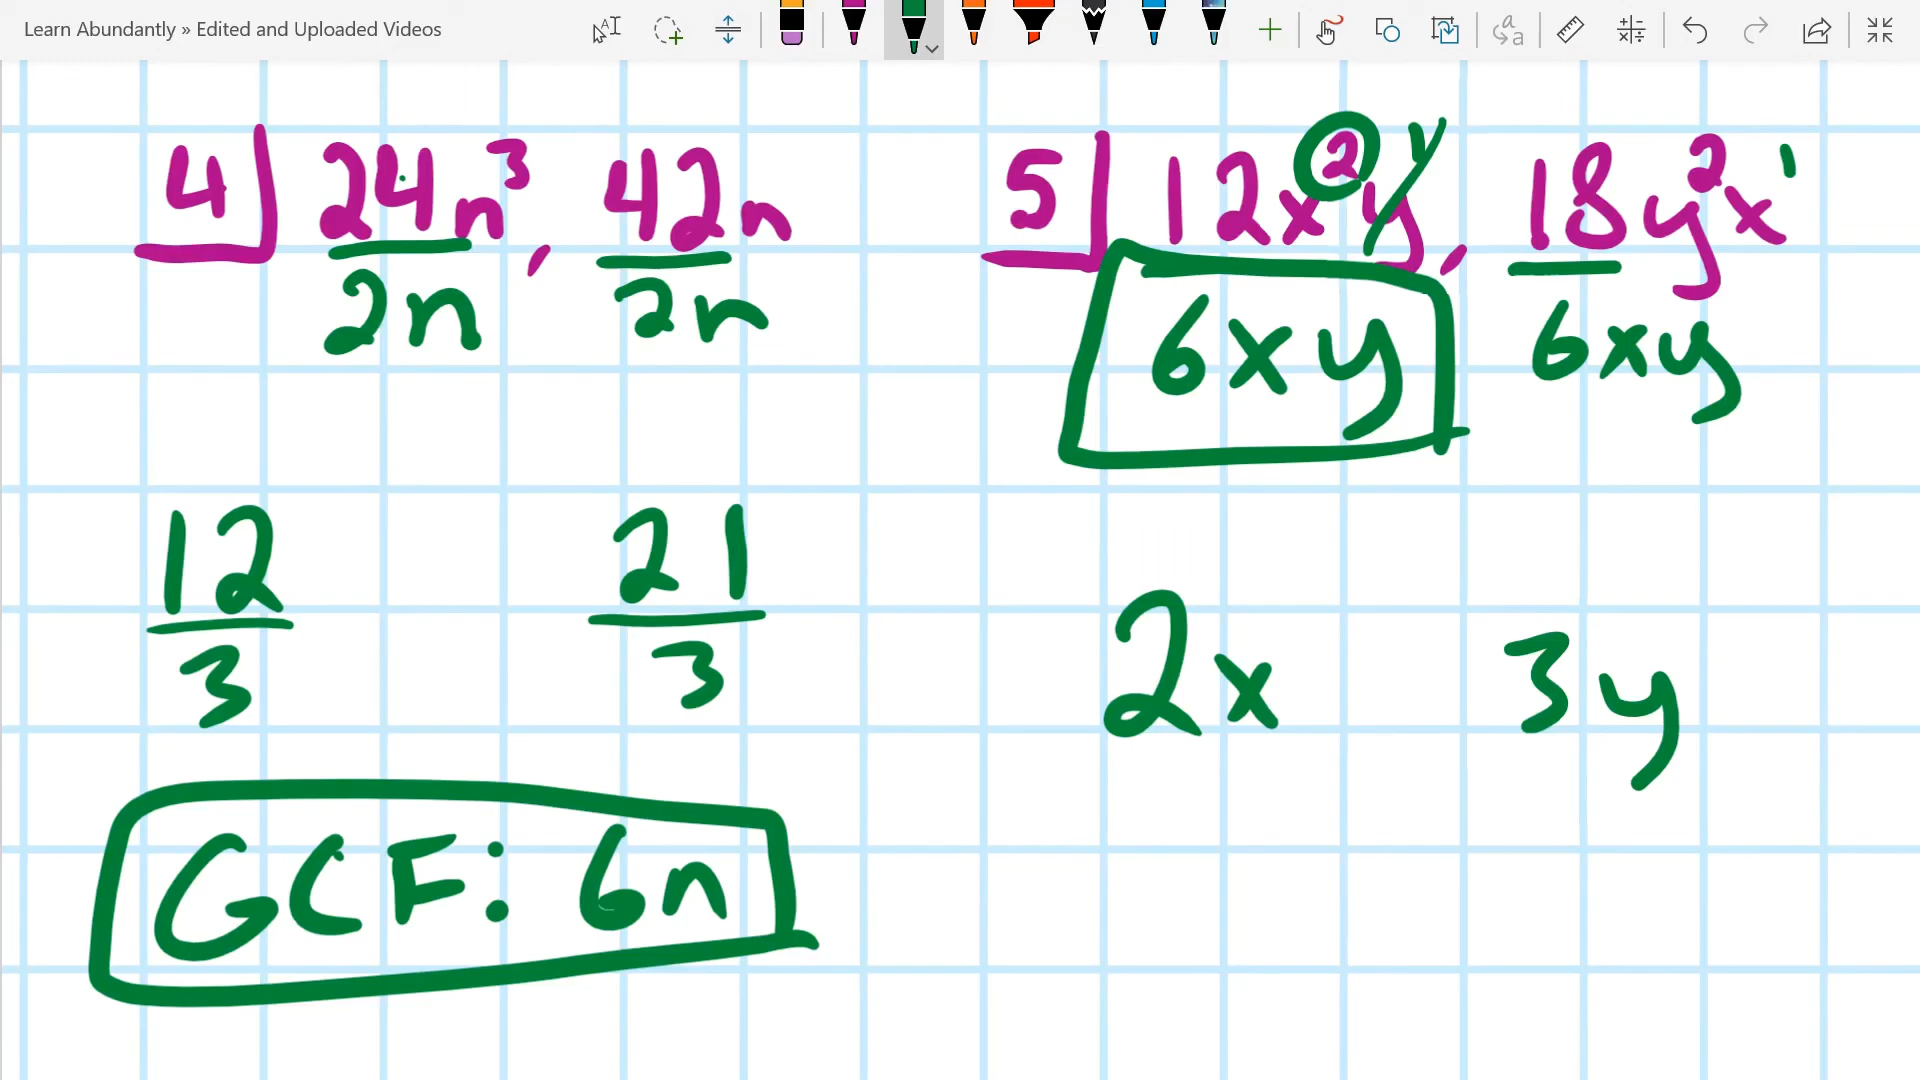 Learn Abundantly » Edited and Uploaded Videos
4 24n³, 42n
2n 2n
12 21
3 3
GCF: 6n
5 12x²y¹, 18y²x¹
6xy 6xy
2x 3y